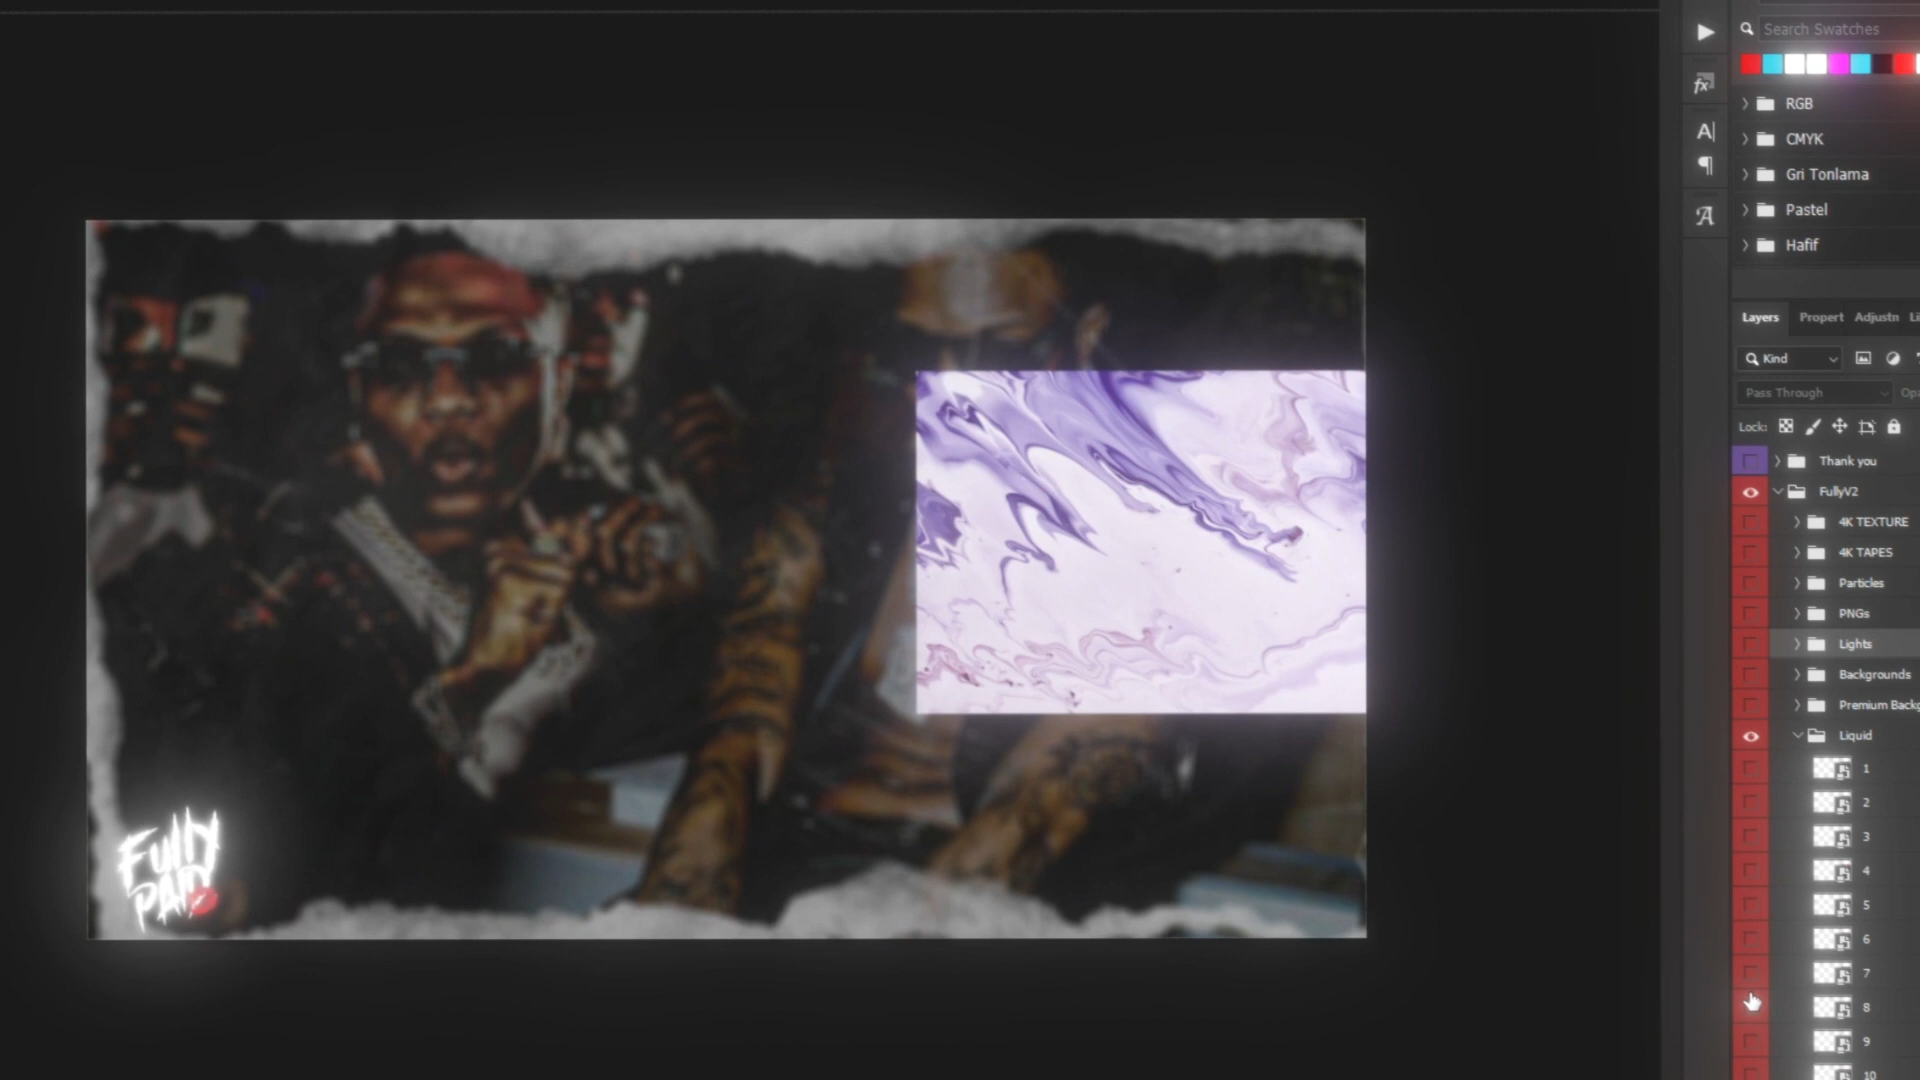 Search Swatches
RGB
CMYK
Gri Tonlama
Pastel
Hafif
Layers Propert Adjustn Li
Kind
Pass Through Opa
Lock:
Thank you
FullyV2
4K TEXTURE
4K TAPES
Particles
PNGs
Lights
Backgrounds
Premium Backg
Liquid
1
2
3
4
5
6
7
8
9
10
Fully